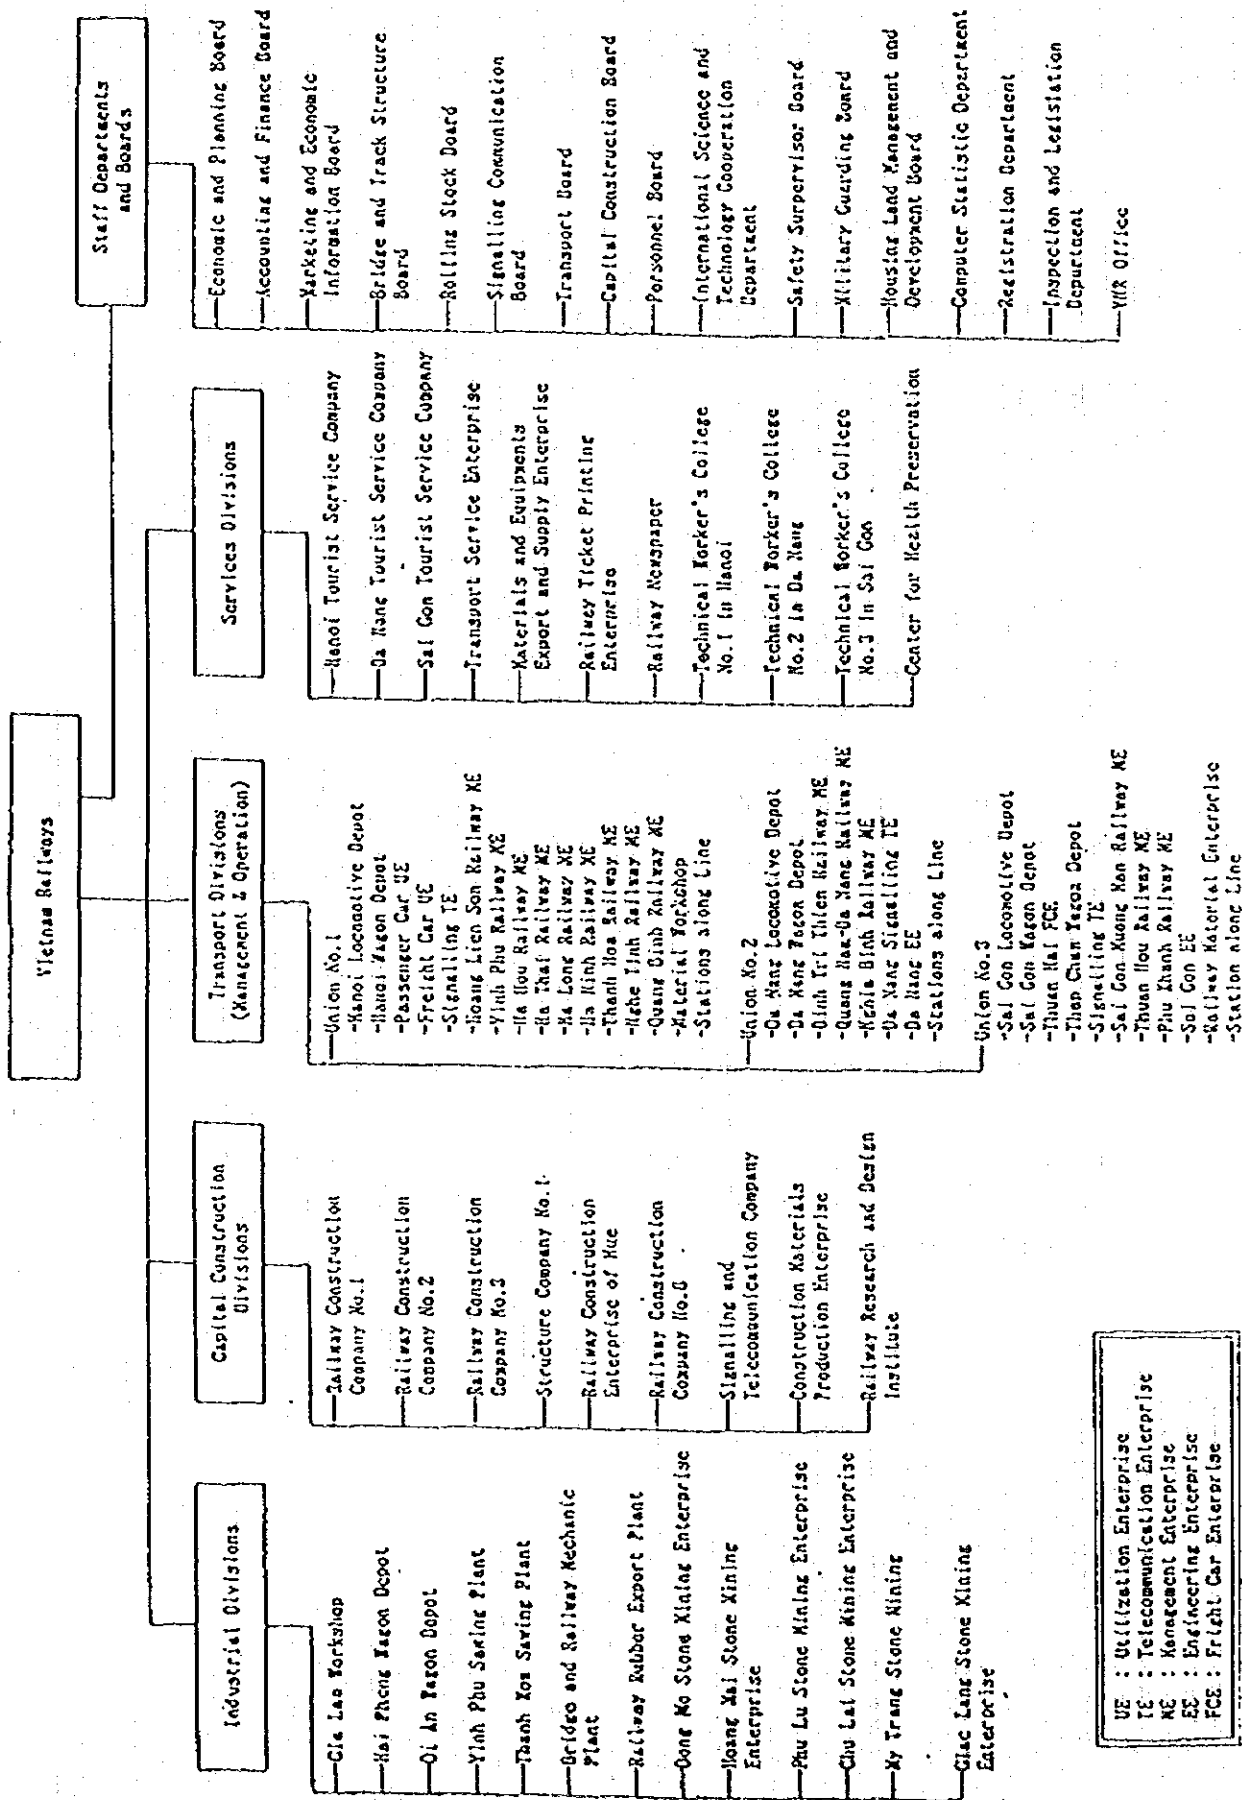 Vietnam Railways
Industrial Divisions
Gia Lam Workshop
Hai Phong Wagon Depot
Di An Wagon Depot
Vinh Phu Sawing Plant
Thanh Hoa Sawing Plant
Bridge and Railway Mechanic
Plant
Railway Rubber Export Plant
Dong Mo Stone Mining Enterprise
Hoang Mai Stone Mining
Enterprise
Phu Lu Stone Mining Enterprise
Chu Lai Stone Mining Enterprise
My Trang Stone Mining
Giac Lang Stone Mining
Enterprise
Capital Construction
Divisions
Railway Construction
Company No.1
Railway Construction
Company No.2
Railway Construction
Company No.3
Structure Company No.1
Railway Construction
Enterprise of Hue
Railway Construction
Company No.6
Signalling and
Telecommunication Company
Construction Materials
Production Enterprise
Railway Research and Design
Institute
Transport Divisions
(Management & Operation)
Union No.1
-Hanoi Locomotive Depot
-Hanoi Wagon Depot
-Passenger Car UE
-Freight Car UE
-Signalling TE
-Hoang Lien Son Railway ME
-Vinh Phu Railway ME
-Ha Hou Railway ME
-Ha Thai Railway ME
-Ha Long Railway ME
-Ha Ninh Railway ME
-Thanh Hoa Railway ME
-Nghe Tinh Railway ME
-Quang Binh Railway ME
-Material Workshop
-Stations along Line
Union No.2
-Da Nang Locomotive Depot
-Da Nang Wagon Depot
-Binh Tri Thien Railway ME
-Quang Nam-Da Nang Railway ME
-Nghia Binh Railway ME
-Da Nang Signalling TE
-Da Nang EE
-Stations along Line
Union No.3
-Sai Gon Locomotive Depot
-Sai Gon Wagon Depot
-Thuan Hai FCE
-Thap Cham Wagon Depot
-Signalling TE
-Sai Gon Xuong Man Railway ME
-Thuan Hou Railway ME
-Phu Khanh Railway ME
-Sai Gon EE
-Railway Material Enterprise
-Station along Line
Services Divisions
Hanoi Tourist Service Company
Da Nang Tourist Service Company
Sai Gon Tourist Service Company
Transport Service Enterprise
Materials and Equipments
Export and Supply Enterprise
Railway Ticket Printing
Enterprise
Railway Newspaper
Technical Worker's College
No.1 in Hanoi
Technical Worker's College
No.2 in Da Nang
Technical Worker's College
No.3 in Sai Gon
Center for Health Preservation
Staff Departments
and Boards
Economic and Planning Board
Accounting and Finance Board
Marketing and Economic
Information Board
Bridge and Track Structure
Board
Rolling Stock Board
Signalling Communication
Board
Transport Board
Capital Construction Board
Personnel Board
International Science and
Technology Cooperation
Department
Safety Surpervisor Board
Military Guarding Board
Housing Land Management and
Development Board
Computer Statistic Department
Registration Department
Inspection and Legislation
Department
VNR Office
UE : Utilization Enterprise
TE : Telecommunication Enterprise
ME : Management Enterprise
EE : Engineering Enterprise
FCE : Fright Car Enterprise